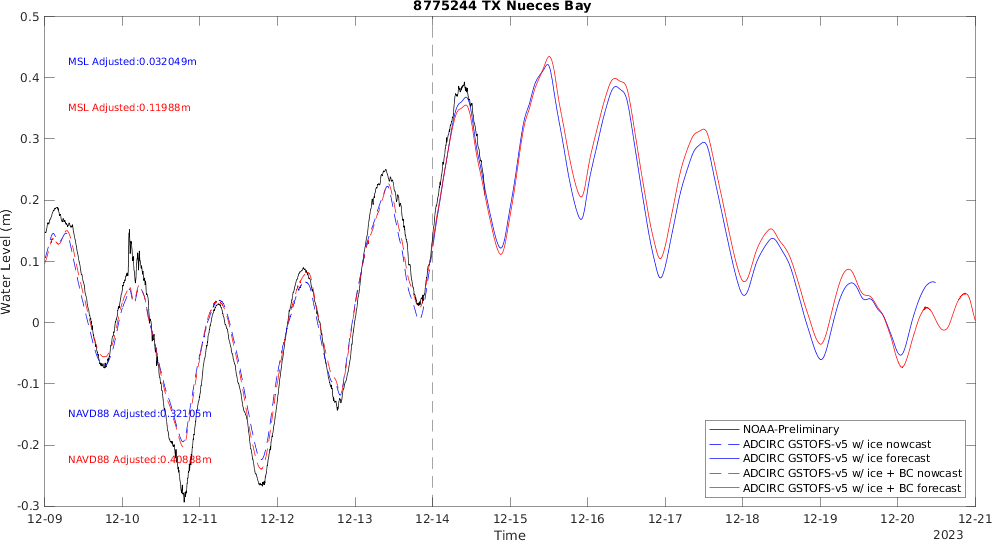 8775244 TX Nueces Bay
0.5
0.4
0.3
0.2
0.1
0
-0.1
-0.2
-0.3
Water Level (m)
MSL Adjusted:0.032049m
MSL Adjusted:0.11988m
NAVD88 Adjusted:0.32105m
NAVD88 Adjusted:0.40888m
NOAA-Preliminary
ADCIRC GSTOFS-v5 w/ ice nowcast
ADCIRC GSTOFS-v5 w/ ice forecast
ADCIRC GSTOFS-v5 w/ ice + BC nowcast
ADCIRC GSTOFS-v5 w/ ice + BC forecast
12-09 12-10 12-11 12-12 12-13 12-14 12-15 12-16 12-17 12-18 12-19 12-20 12-21
Time
2023